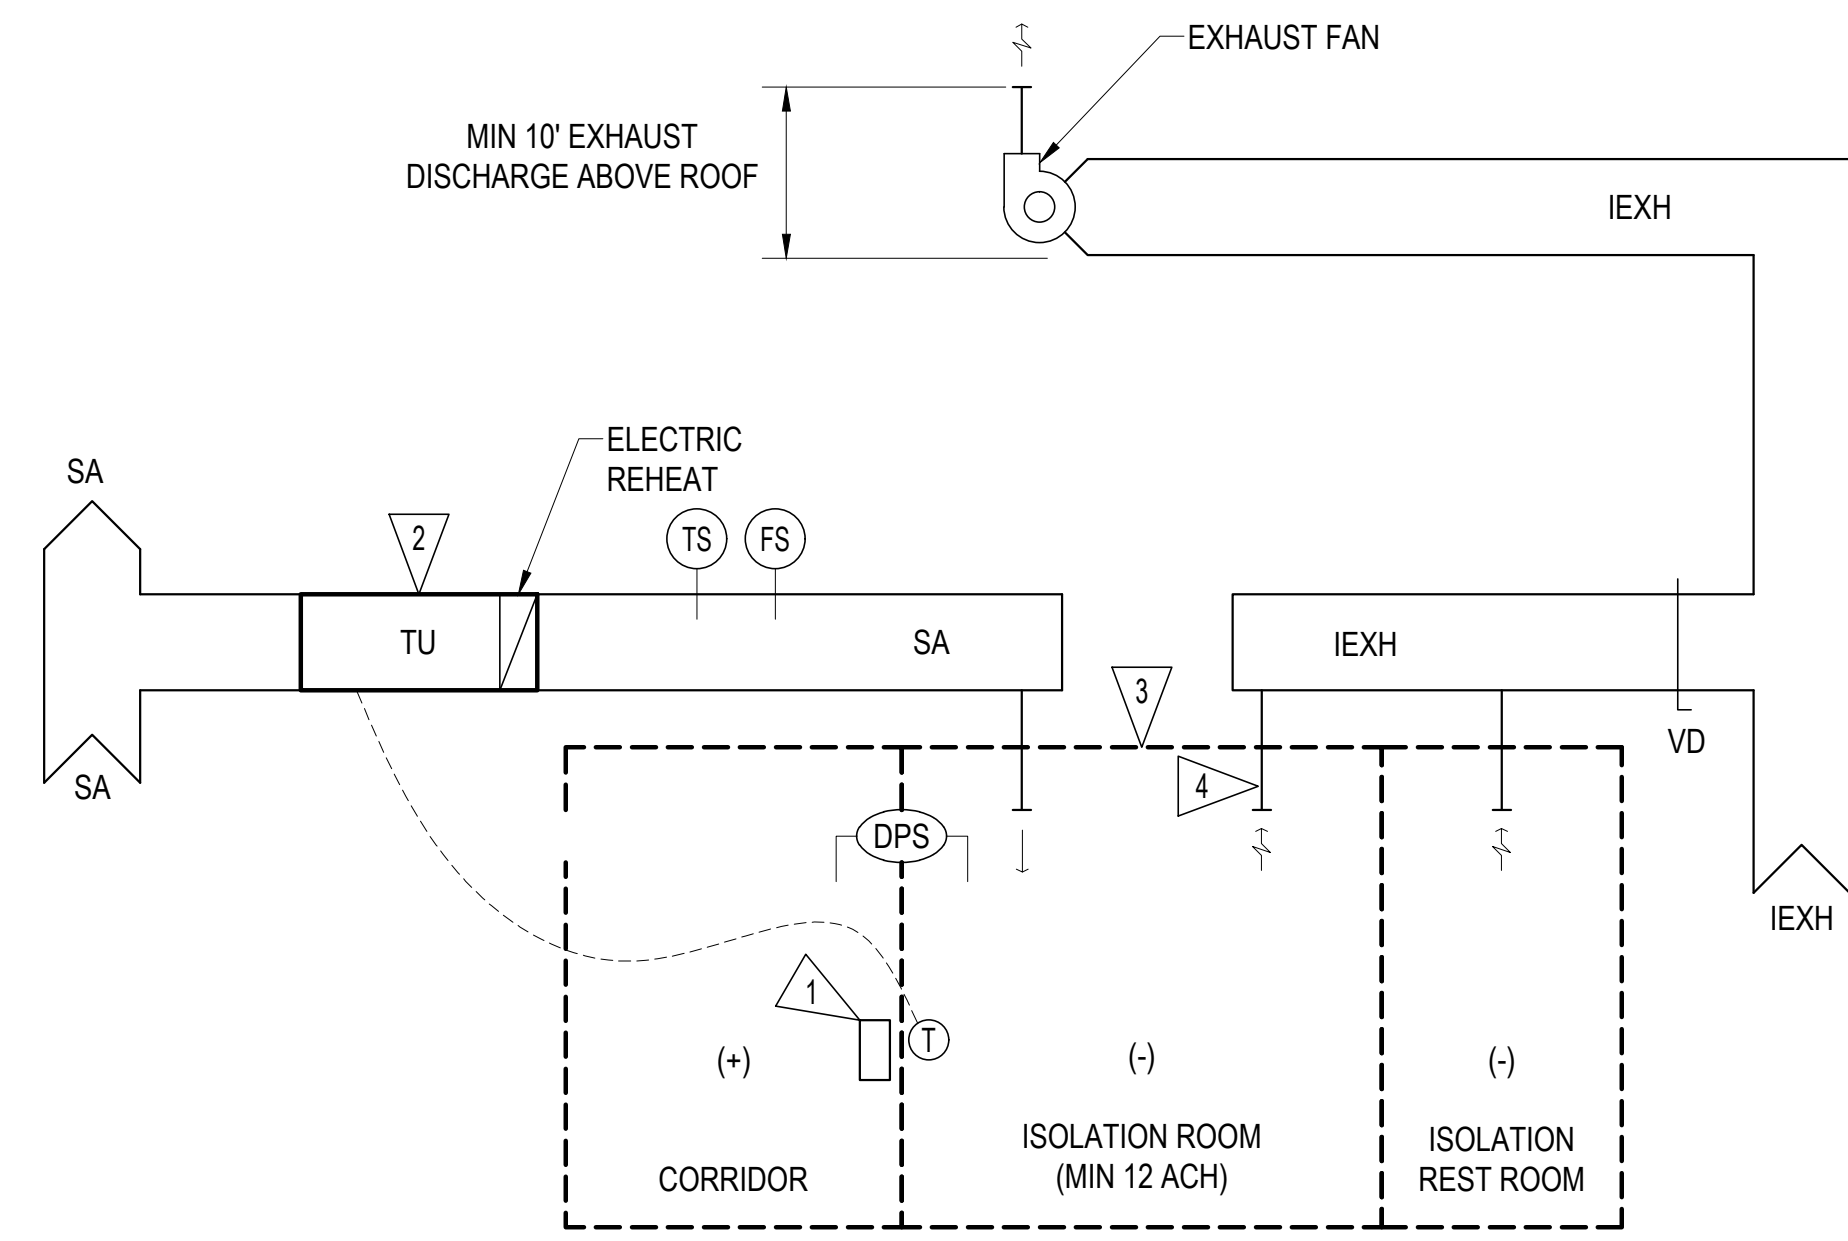 EXHAUST FAN
MIN 10' EXHAUST
DISCHARGE ABOVE ROOF
IEXH
ELECTRIC
REHEAT
SA
2
TS
FS
TU
SA
IEXH
3
VD
SA
4
DPS
IEXH
1
T
(+)
(-)
(-)
CORRIDOR
ISOLATION ROOM
(MIN 12 ACH)
ISOLATION
REST ROOM